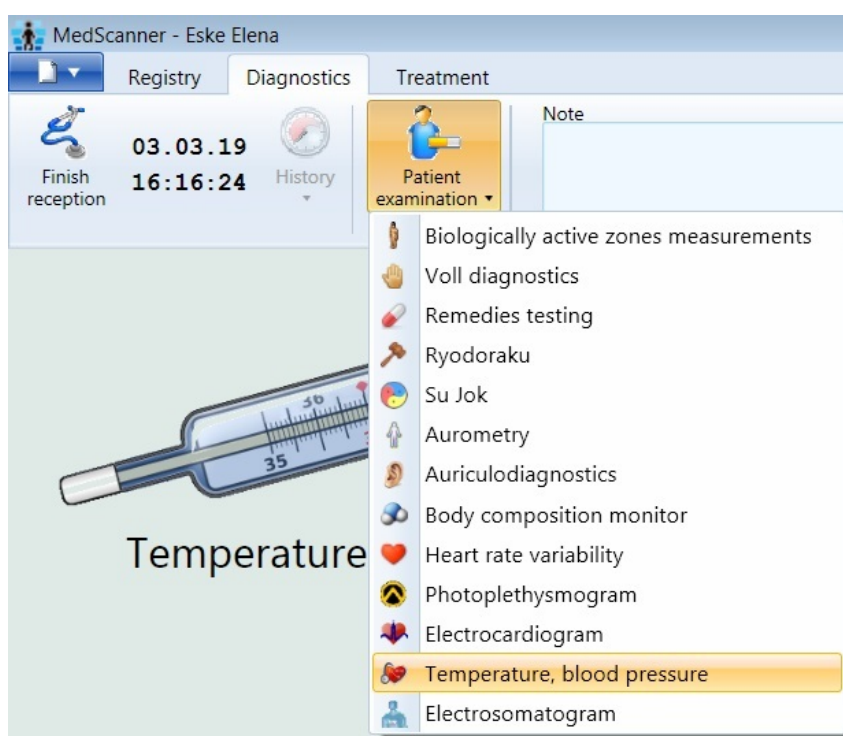 MedScanner - Eske Elena
Registry Diagnostics Treatment
Finish
reception
03.03.19
16:16:24
History
Patient
examination
Note
Biologically active zones measurements
Voll diagnostics
Remedies testing
Ryodoraku
Su Jok
Aurometry
Auriculodiagnostics
Body composition monitor
Heart rate variability
Photoplethysmogram
Electrocardiogram
Temperature, blood pressure
Electrosomatogram
36
35
Temperature